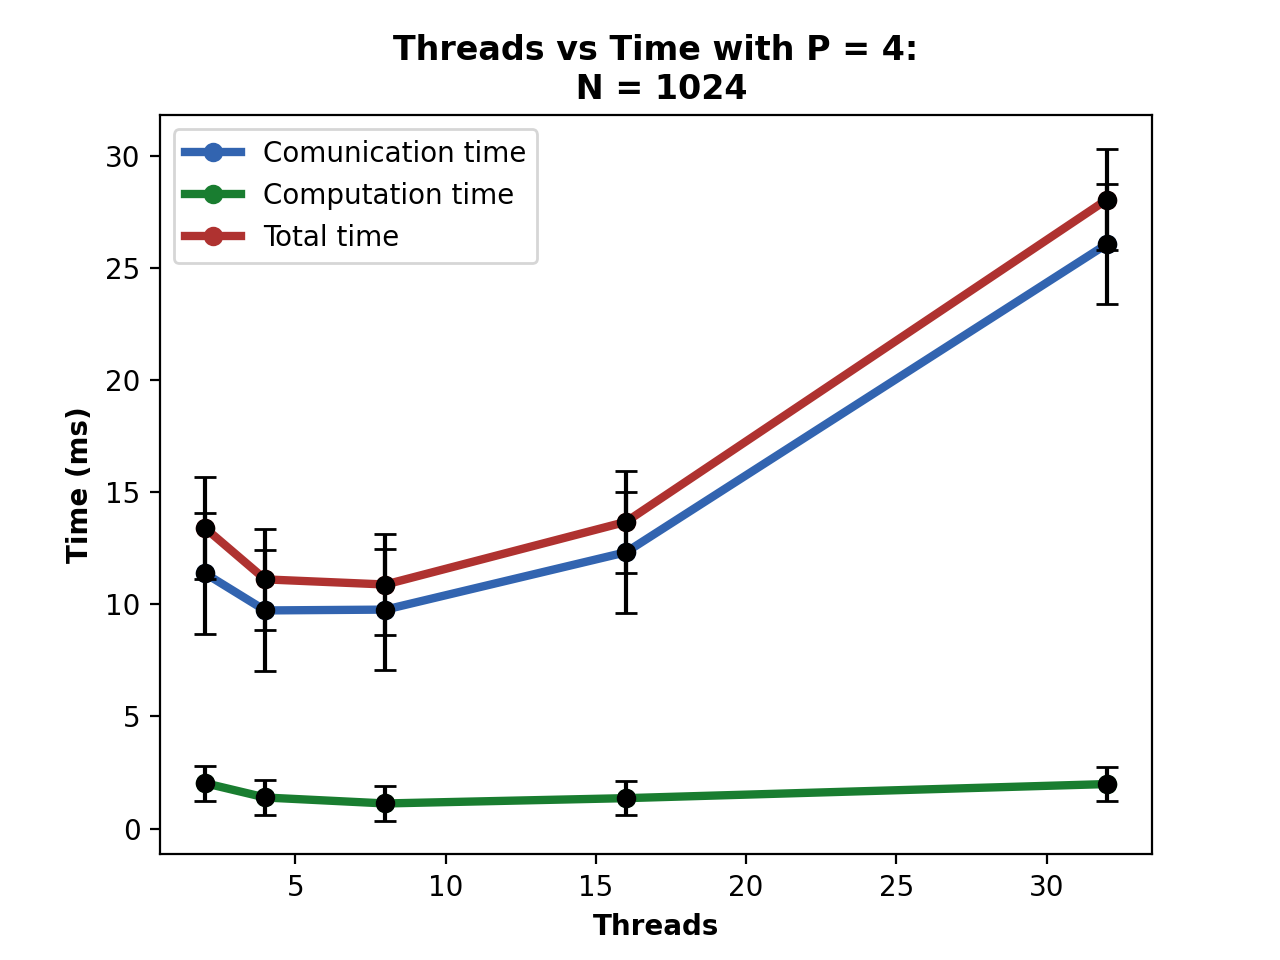 Threads vs Time with P = 4:
N = 1024
Comunication time
Computation time
Total time
30
25
20
15
10
5
0
Time (ms)
5 10 15 20 25 30
Threads